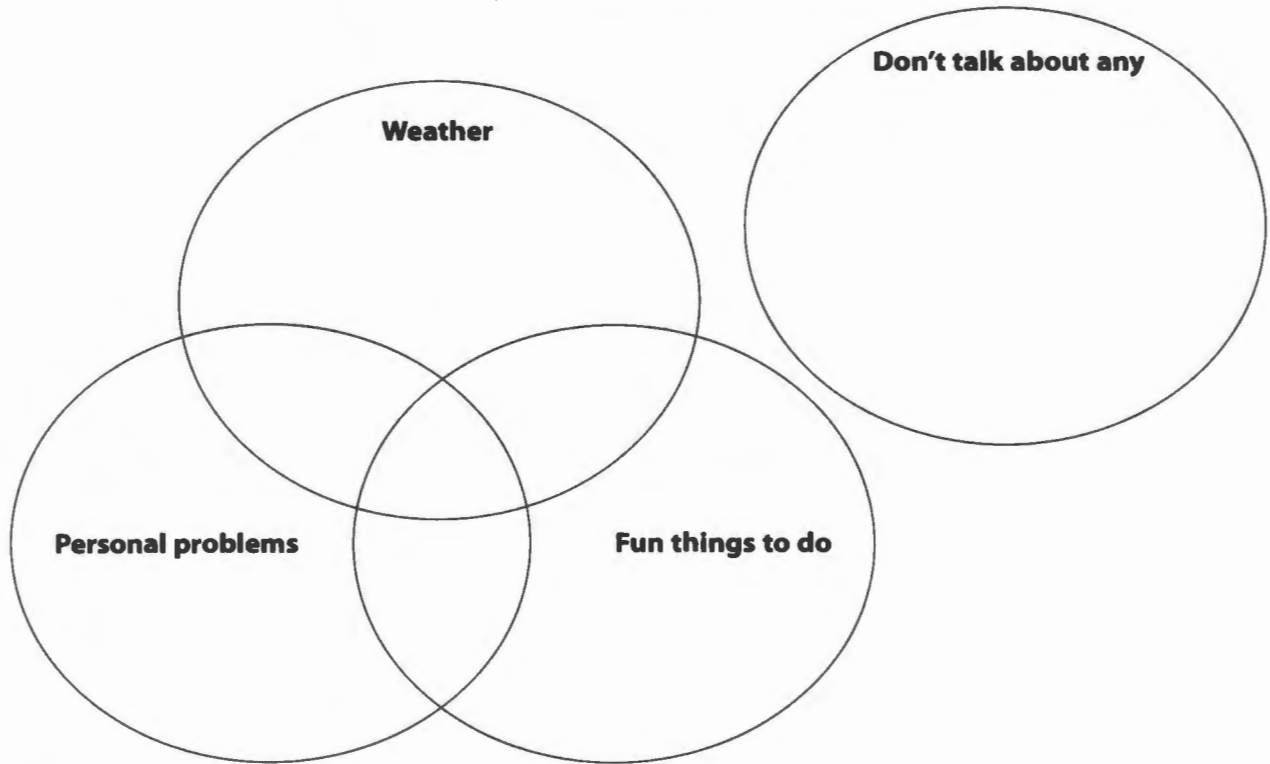 Don't talk about any
Weather
Personal problems
Fun things to do